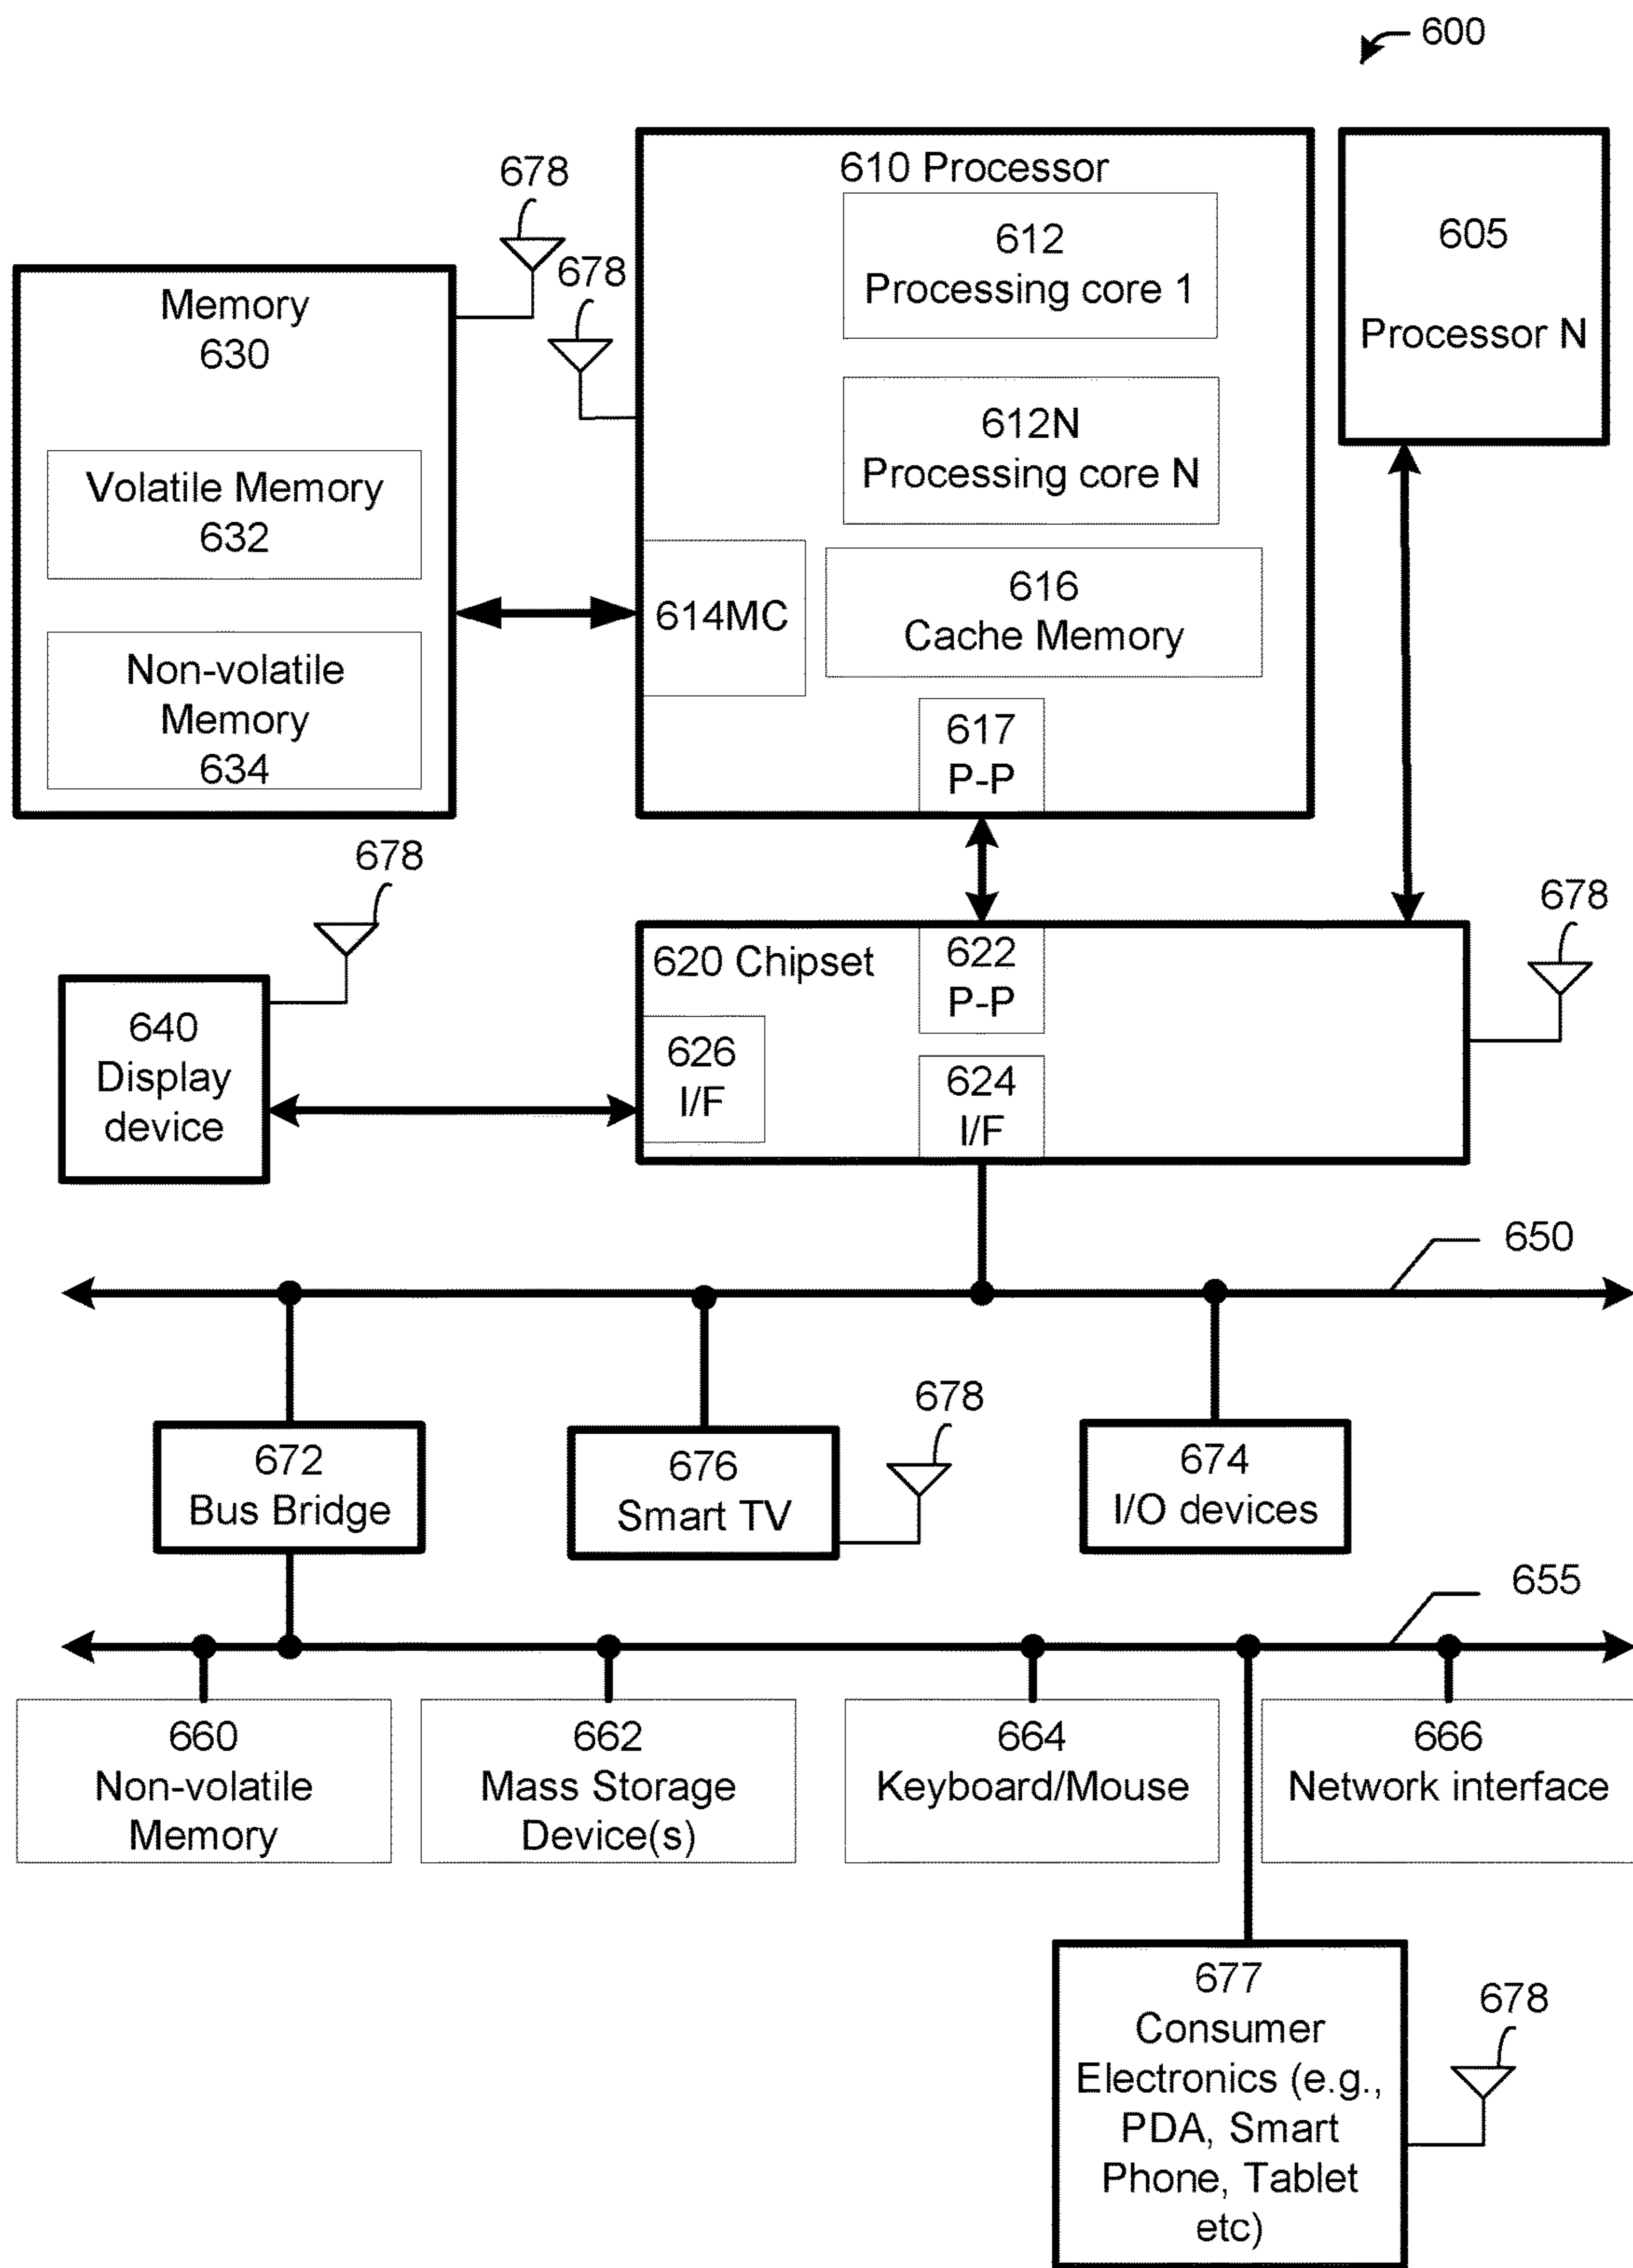 600
678
610 Processor
612
Processing core 1
605
Processor N
678
Memory
630
612N
Processing core N
Volatile Memory
632
614MC
616
Cache Memory
Non-volatile
Memory
634
617
P-P
678
678
620 Chipset
622
P-P
640
Display
device
626
I/F
624
I/F
650
678
672
Bus Bridge
676
Smart TV
674
I/O devices
655
660
Non-volatile
Memory
662
Mass Storage
Device(s)
664
Keyboard/Mouse
666
Network interface
677
Consumer
Electronics (e.g.,
PDA, Smart
Phone, Tablet
etc)
678